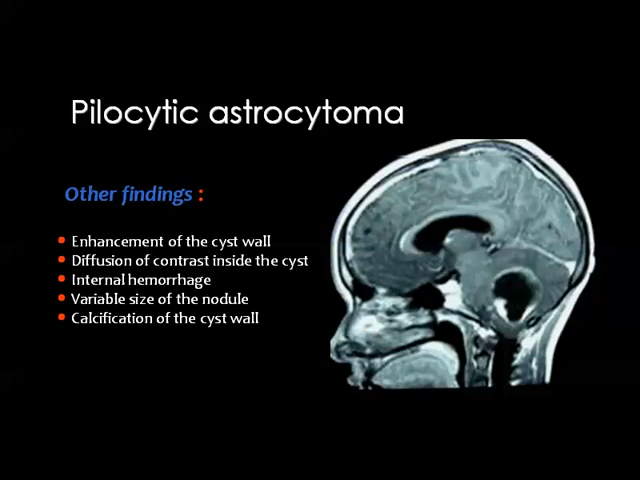 Pilocytic astrocytoma
Other findings :
• Enhancement of the cyst wall
• Diffusion of contrast inside the cyst
• Internal hemorrhage
• Variable size of the nodule
• Calcification of the cyst wall